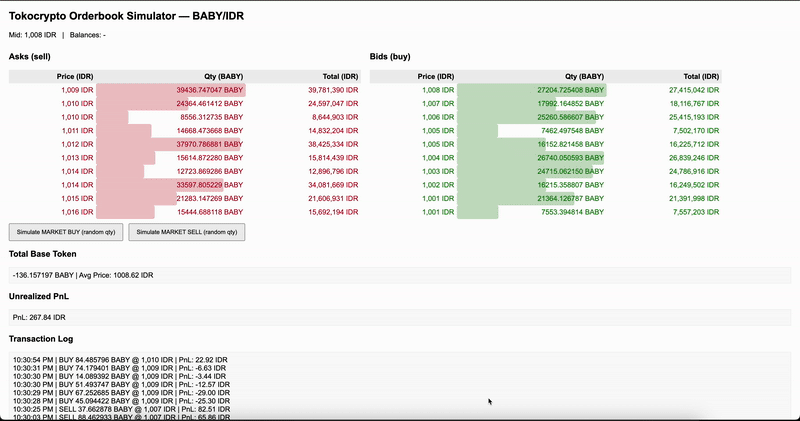 Tokocrypto Orderbook Simulator — BABY/IDR
Mid: 1,008 IDR | Balances: -
Asks (sell)
Price (IDR) Qty (BABY) Total (IDR)
1,009 IDR 39436.747047 BABY 39,781,390 IDR
1,010 IDR 24364.461412 BABY 24,597,047 IDR
1,010 IDR 8556.312735 BABY 8,644,903 IDR
1,011 IDR 14668.473668 BABY 14,832,204 IDR
1,012 IDR 37970.786881 BABY 38,425,334 IDR
1,013 IDR 15614.872280 BABY 15,814,439 IDR
1,014 IDR 12723.869286 BABY 12,896,796 IDR
1,014 IDR 33597.805229 BABY 34,081,669 IDR
1,015 IDR 21283.147269 BABY 21,606,931 IDR
1,016 IDR 15444.688118 BABY 15,692,194 IDR
Bids (buy)
Price (IDR) Qty (BABY) Total (IDR)
1,008 IDR 27204.725408 BABY 27,415,042 IDR
1,007 IDR 17992.164852 BABY 18,116,767 IDR
1,006 IDR 25260.586607 BABY 25,415,193 IDR
1,005 IDR 7462.497548 BABY 7,502,170 IDR
1,005 IDR 16152.821458 BABY 16,225,712 IDR
1,004 IDR 26740.050593 BABY 26,839,246 IDR
1,003 IDR 24715.062150 BABY 24,786,916 IDR
1,002 IDR 16215.358807 BABY 16,249,502 IDR
1,001 IDR 21364.126787 BABY 21,391,998 IDR
1,001 IDR 7553.394814 BABY 7,557,203 IDR
Simulate MARKET BUY (random qty) Simulate MARKET SELL (random qty)
Total Base Token
-136.157197 BABY | Avg Price: 1008.62 IDR
Unrealized PnL
PnL: 267.84 IDR
Transaction Log
10:30:54 PM | BUY 84.485796 BABY @ 1,010 IDR | PnL: 22.92 IDR
10:30:31 PM | BUY 74.179401 BABY @ 1,009 IDR | PnL: -6.63 IDR
10:30:30 PM | BUY 14.089392 BABY @ 1,009 IDR | PnL: -3.44 IDR
10:30:30 PM | BUY 51.493747 BABY @ 1,009 IDR | PnL: -12.57 IDR
10:30:29 PM | BUY 67.252685 BABY @ 1,009 IDR | PnL: -29.00 IDR
10:30:28 PM | BUY 45.094422 BABY @ 1,009 IDR | PnL: -25.30 IDR
10:30:25 PM | SELL 37.662878 BABY @ 1,007 IDR | PnL: 82.51 IDR
10:30:03 PM | SELL 88.462933 BABY @ 1,007 IDR | PnL: 65.86 IDR